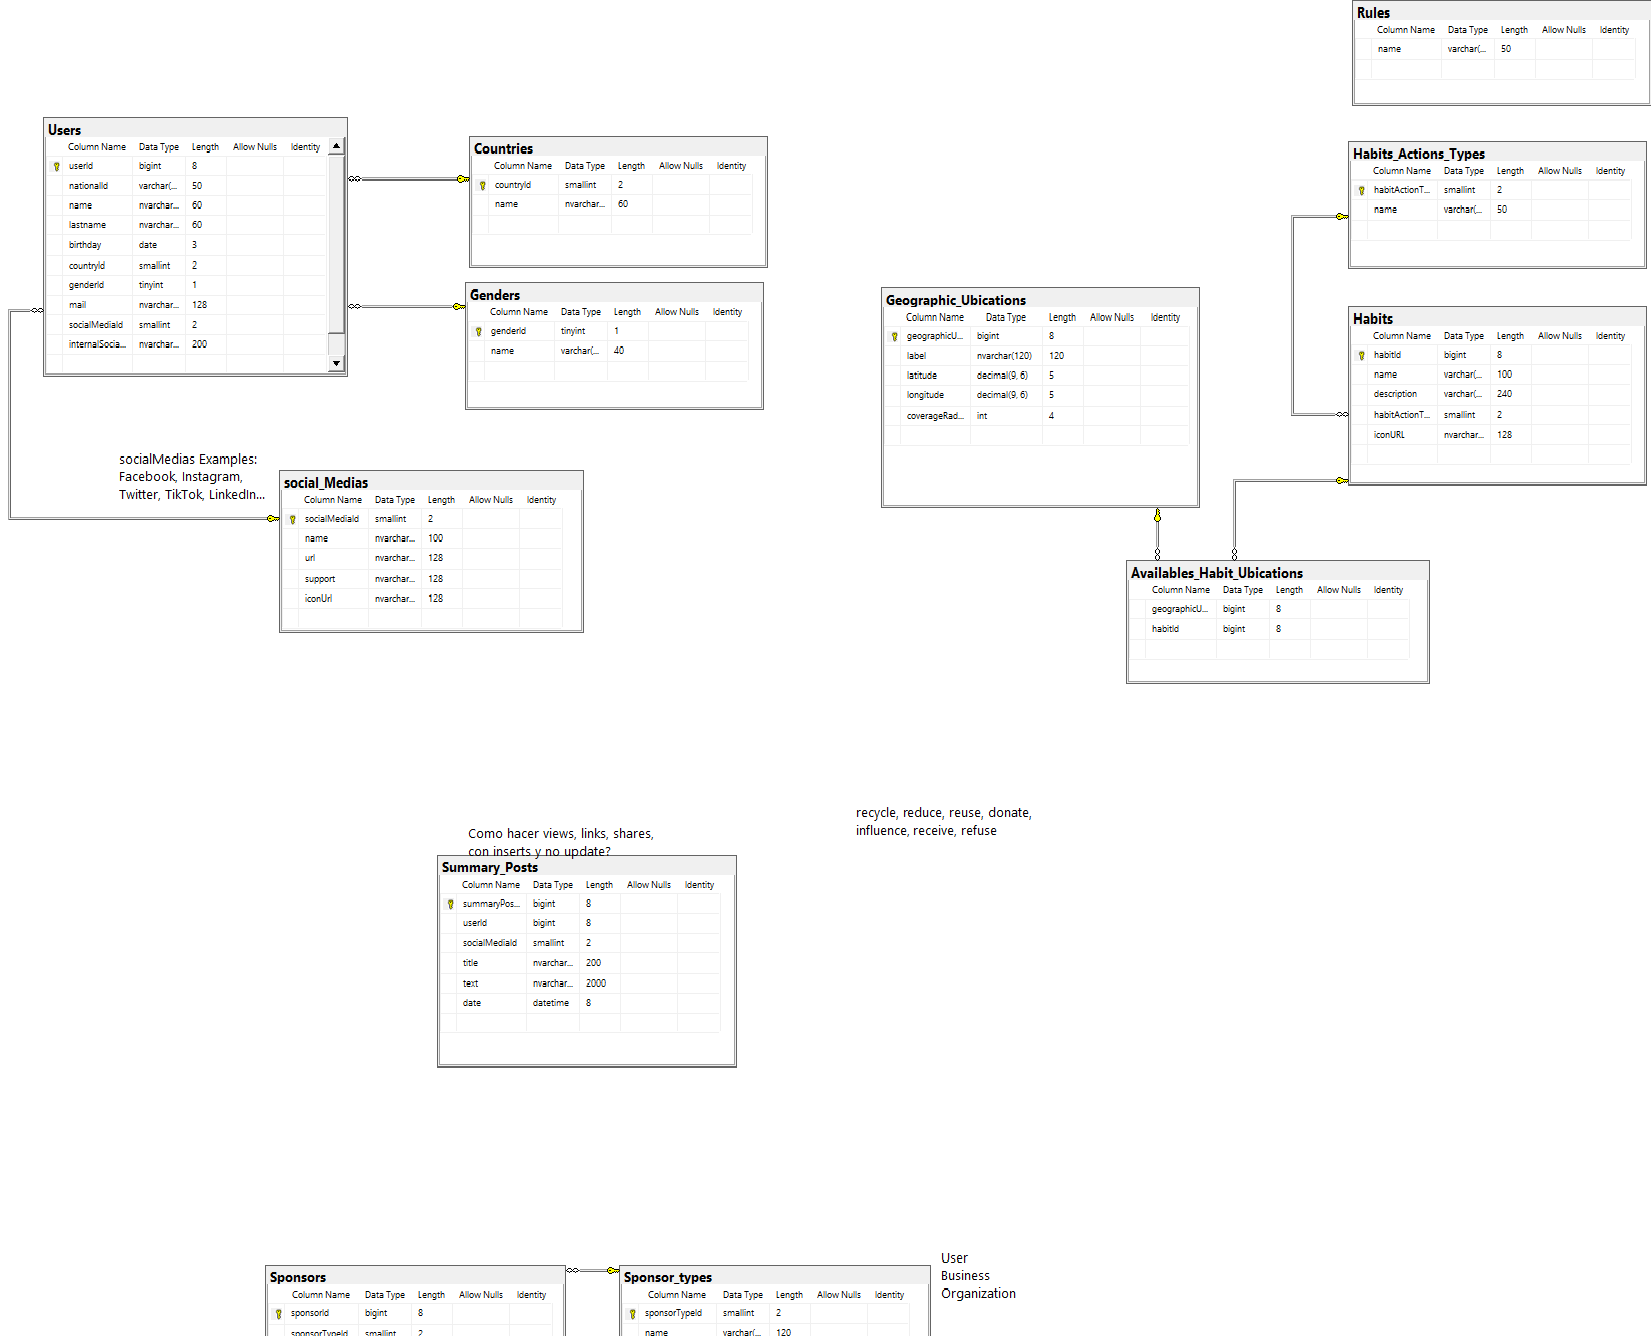 Rules
Column Name Data Type Length Allow Nulls Identity
name varchar(... 50
Users
Column Name Data Type Length Allow Nulls Identity
userId bigint 8
nationalId varchar(... 50
name nvarchar... 60
lastname nvarchar... 60
birthday date 3
countryId smallint 2
genderId tinyint 1
mail nvarchar... 128
socialMediaId smallint 2
internalSocia... nvarchar... 200
Countries
Column Name Data Type Length Allow Nulls Identity
countryId smallint 2
name nvarchar... 60
Habits_Actions_Types
Column Name Data Type Length Allow Nulls Identity
habitActionT... smallint 2
name varchar(... 50
Genders
Column Name Data Type Length Allow Nulls Identity
genderId tinyint 1
name varchar(... 40
Geographic_Ubications
Column Name Data Type Length Allow Nulls Identity
geographicU... bigint 8
label nvarchar(120) 120
latitude decimal(9, 6) 5
longitude decimal(9, 6) 5
coverageRad... int 4
Habits
Column Name Data Type Length Allow Nulls Identity
habitId bigint 8
name varchar(... 100
description varchar(... 240
habitActionT... smallint 2
iconURL nvarchar... 128
socialMedias Examples:
Facebook, Instagram,
Twitter, TikTok, LinkedIn...
social_Medias
Column Name Data Type Length Allow Nulls Identity
socialMediaId smallint 2
name nvarchar... 100
url nvarchar... 128
support nvarchar... 128
iconUrl nvarchar... 128
Availables_Habit_Ubications
Column Name Data Type Length Allow Nulls Identity
geographicU... bigint 8
habitId bigint 8
recycle, reduce, reuse, donate,
influence, receive, refuse
Como hacer views, links, shares,
con inserts y no update?
Summary_Posts
Column Name Data Type Length Allow Nulls Identity
summaryPos... bigint 8
userId bigint 8
socialMediaId smallint 2
title nvarchar... 200
text nvarchar... 2000
date datetime 8
User
Business
Organization
Sponsors
Column Name Data Type Length Allow Nulls Identity
sponsorId bigint 8
sponsorTypeId smallint 2
Sponsor_types
Column Name Data Type Length Allow Nulls Identity
sponsorTypeId smallint 2
name varchar(... 120